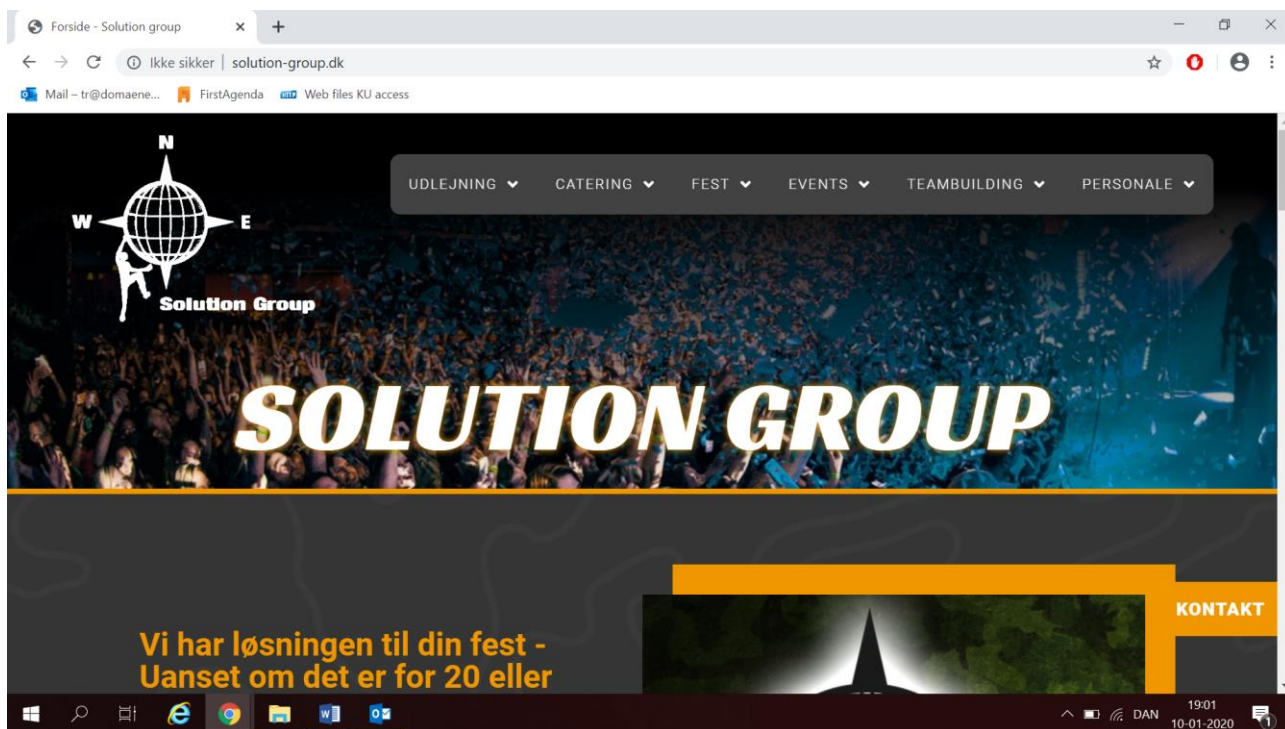 Forside - Solution group
Ikke sikker | solution-group.dk
Mail – tr@domaene... FirstAgenda Web files KU access
N
W E
Solution Group
UDLEJNING CATERING FEST EVENTS TEAMBUILDING PERSONALE
SOLUTION GROUP
KONTAKT
Vi har løsningen til din fest -
Uanset om det er for 20 eller
DAN 19:01
10-01-2020
1